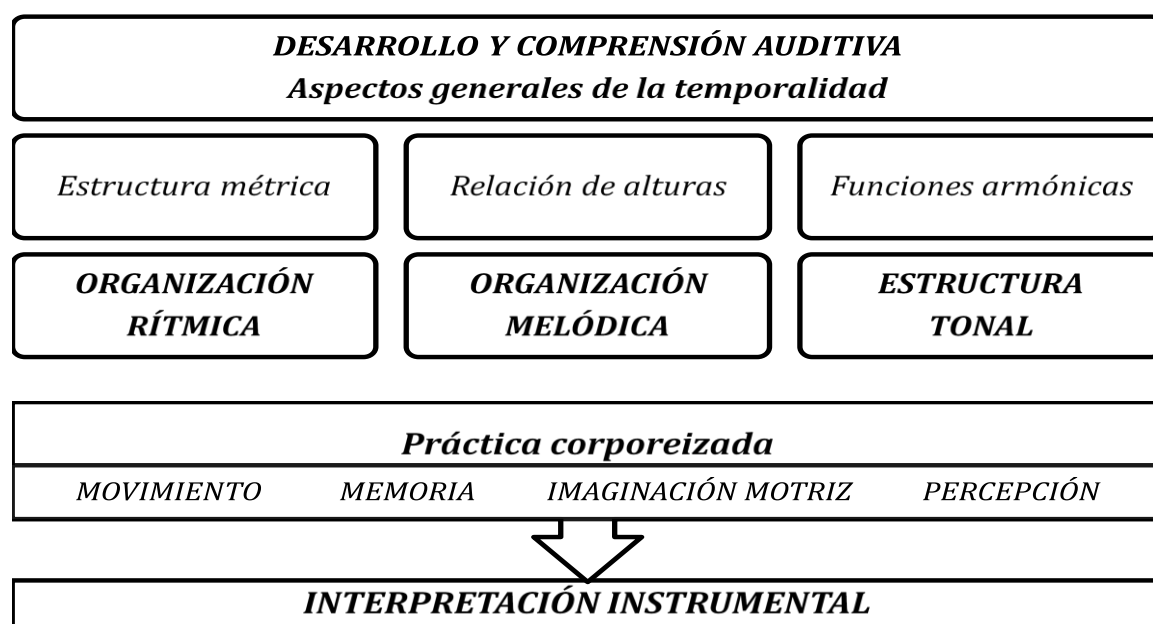 DESARROLLO Y COMPRENSIÓN AUDITIVA
Aspectos generales de la temporalidad
Estructura métrica
Relación de alturas
Funciones armónicas
ORGANIZACIÓN
RÍTMICA
ORGANIZACIÓN
MELÓDICA
ESTRUCTURA
TONAL
Práctica corporeizada
MOVIMIENTO MEMORIA IMAGINACIÓN MOTRIZ PERCEPCIÓN
INTERPRETACIÓN INSTRUMENTAL